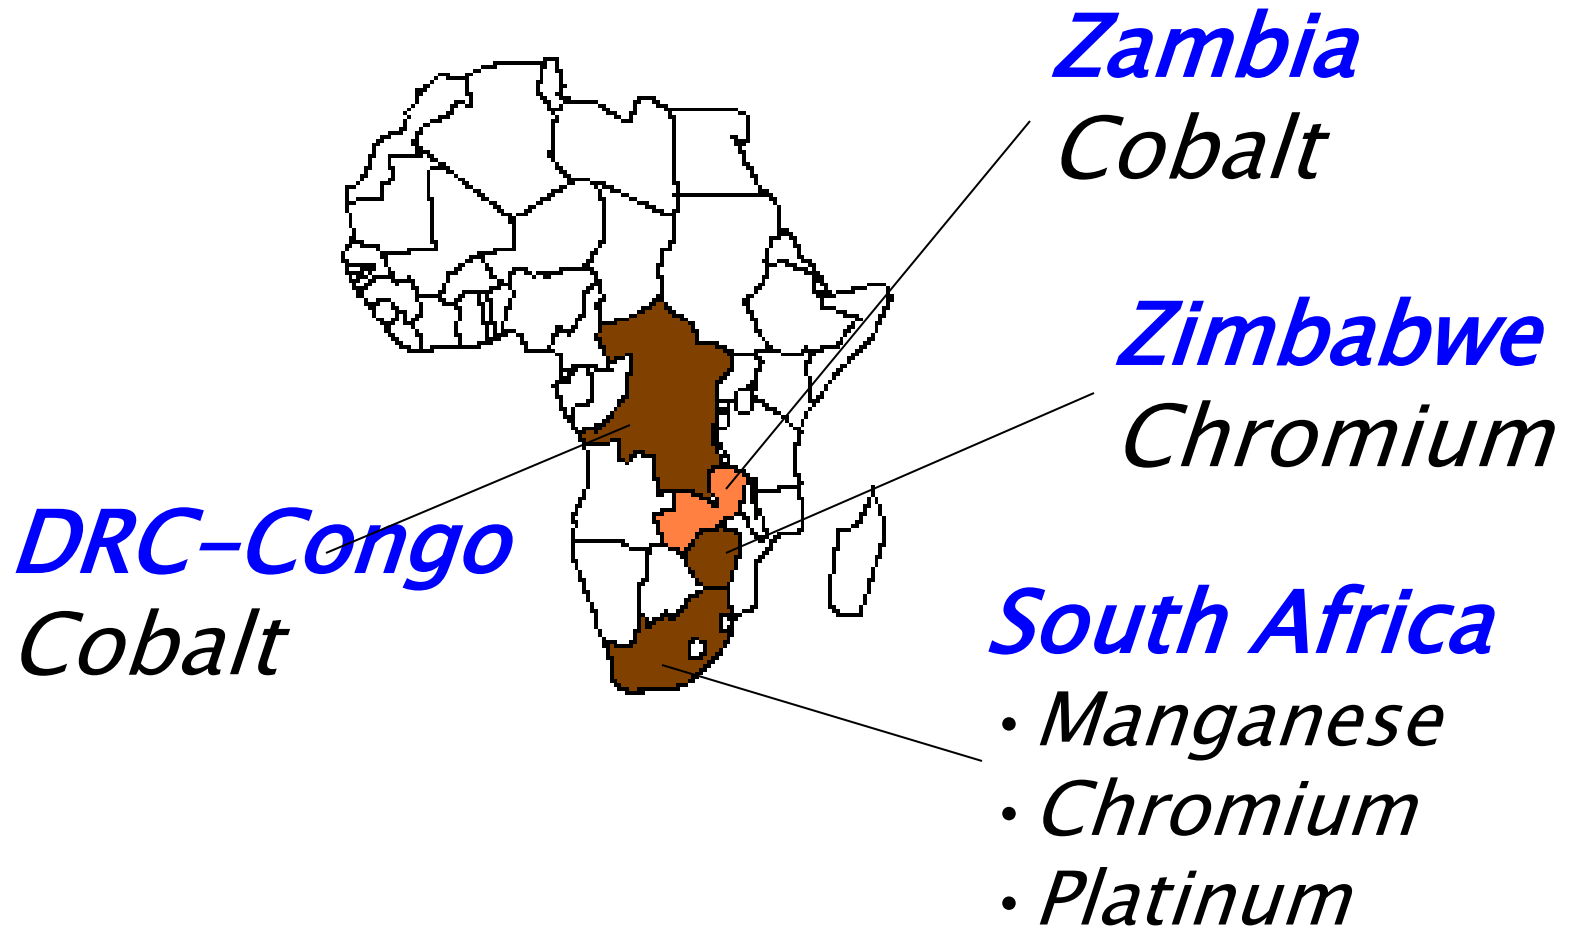 Zambia
Cobalt
Zimbabwe
Chromium
DRC-Congo
Cobalt
South Africa
• Manganese
• Chromium
• Platinum